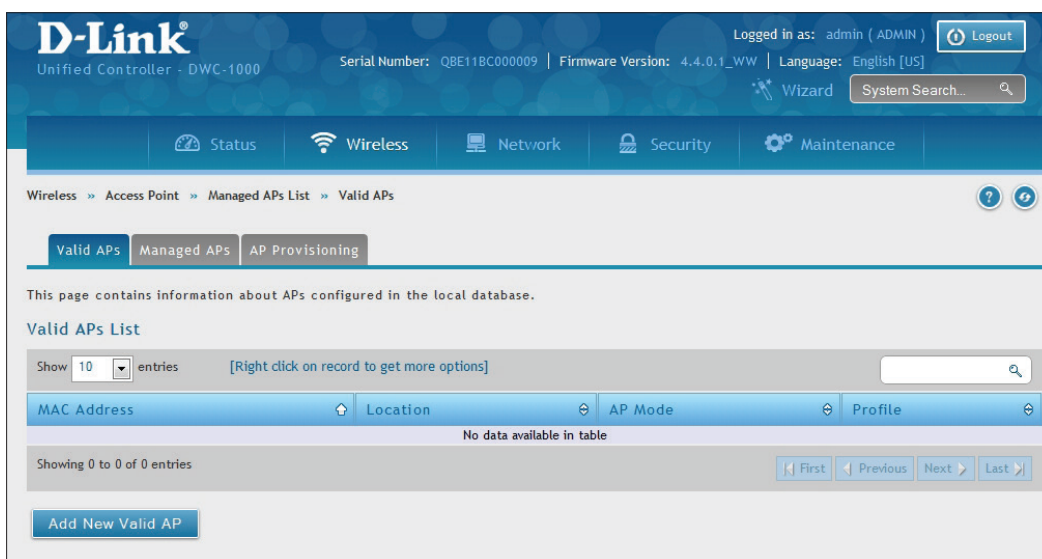 D-Link®
Unified Controller - DWC-1000
Logged in as: admin ( ADMIN ) Logout
Serial Number: QBE11BC000009 | Firmware Version: 4.4.0.1_WW | Language: English [US]
Wizard System Search...
Status Wireless Network Security Maintenance
Wireless » Access Point » Managed APs List » Valid APs
Valid APs Managed APs AP Provisioning
This page contains information about APs configured in the local database.
Valid APs List
Show 10 entries [Right click on record to get more options]
MAC Address Location AP Mode Profile
No data available in table
Showing 0 to 0 of 0 entries First Previous Next Last
Add New Valid AP